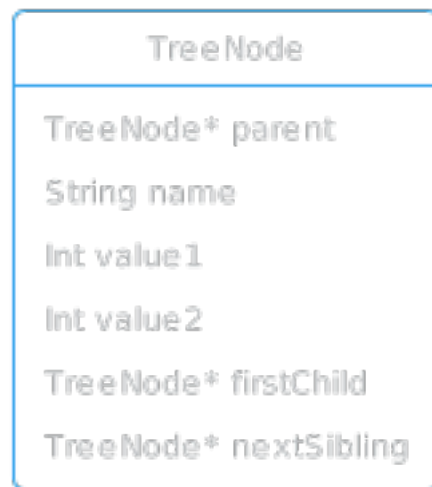 TreeNode
TreeNode* parent
String name
Int value1
Int value2
TreeNode* firstChild
TreeNode* nextSibling